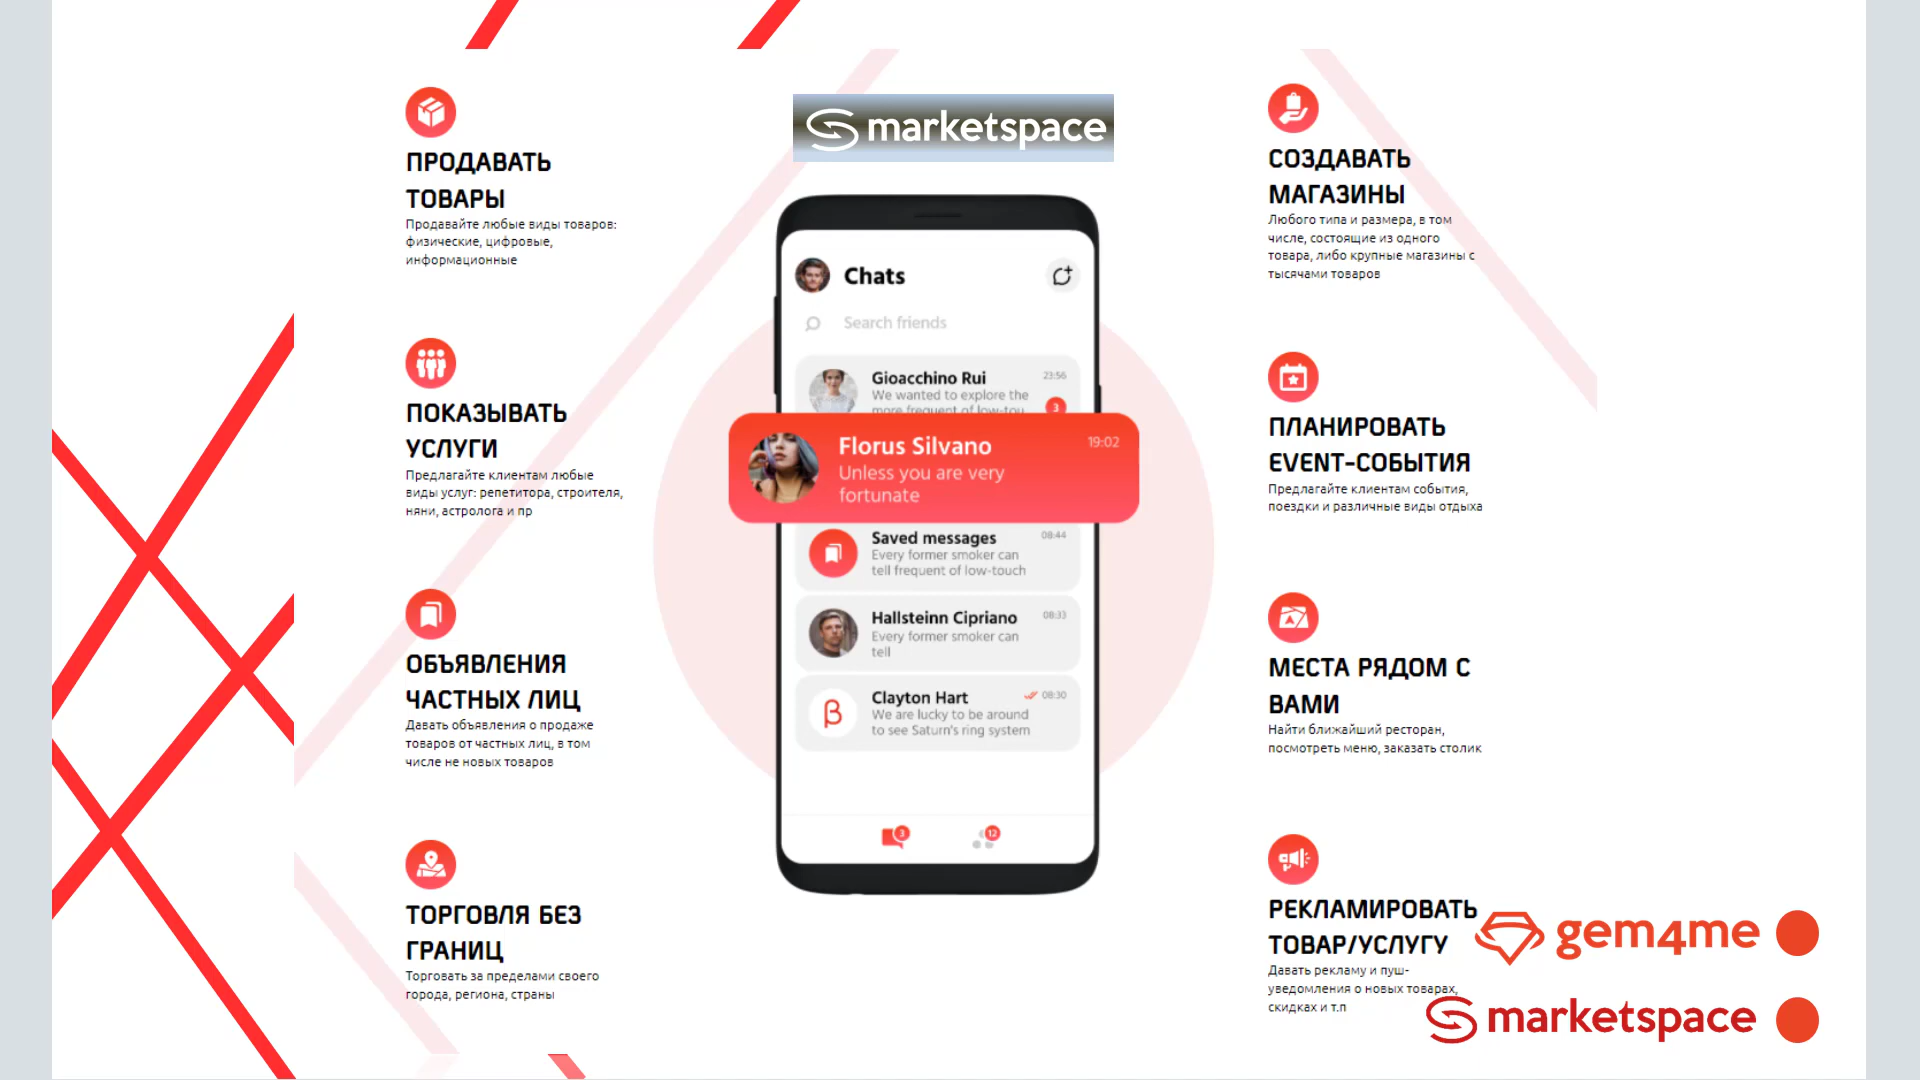 ПРОДАВАТЬ
ТОВАРЫ
Продавайте любые виды товаров:
физические, цифровые,
информационные
ПОКАЗЫВАТЬ
УСЛУГИ
Предлагайте клиентам любые
виды услуг: репетитора, строителя,
няни, астролога и пр
ОБЪЯВЛЕНИЯ
ЧАСТНЫХ ЛИЦ
Давать объявления о продаже
товаров от частных лиц, в том
числе не новых товаров
ТОРГОВЛЯ БЕЗ
ГРАНИЦ
Торговать за пределами своего
города, региона, страны
marketspace
Chats
Search friends
Gioacchino Rui 23:56
We wanted to explore the
more frequent of low-tou 3
Florus Silvano 19:02
Unless you are very
fortunate
Saved messages 08:44
Every former smoker can
tell frequent of low-touch
Hallsteinn Cipriano 08:33
Every former smoker can
tell
β
Clayton Hart 08:30
We are lucky to be around
to see Saturn's ring system
3 12
СОЗДАВАТЬ
МАГАЗИНЫ
Любого типа и размера, в том
числе, состоящие из одного
товара, либо крупные магазины с
тысячами товаров
ПЛАНИРОВАТЬ
EVENT-СОБЫТИЯ
Предлагайте клиентам события,
поездки и различные виды отдыха
МЕСТА РЯДОМ С
ВАМИ
Найти ближайший ресторан,
посмотреть меню, заказать столик
РЕКЛАМИРОВАТЬ
ТОВАР/УСЛУГУ
Давать рекламу и пуш-
уведомления о новых товарах,
скидках и т.п
gem4me
marketspace